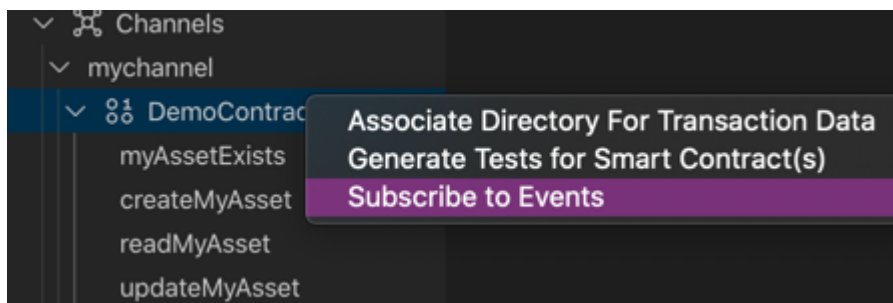 Channels
mychannel
DemoContrac
Associate Directory For Transaction Data
myAssetExists
Generate Tests for Smart Contract(s)
createMyAsset
Subscribe to Events
readMyAsset
updateMyAsset